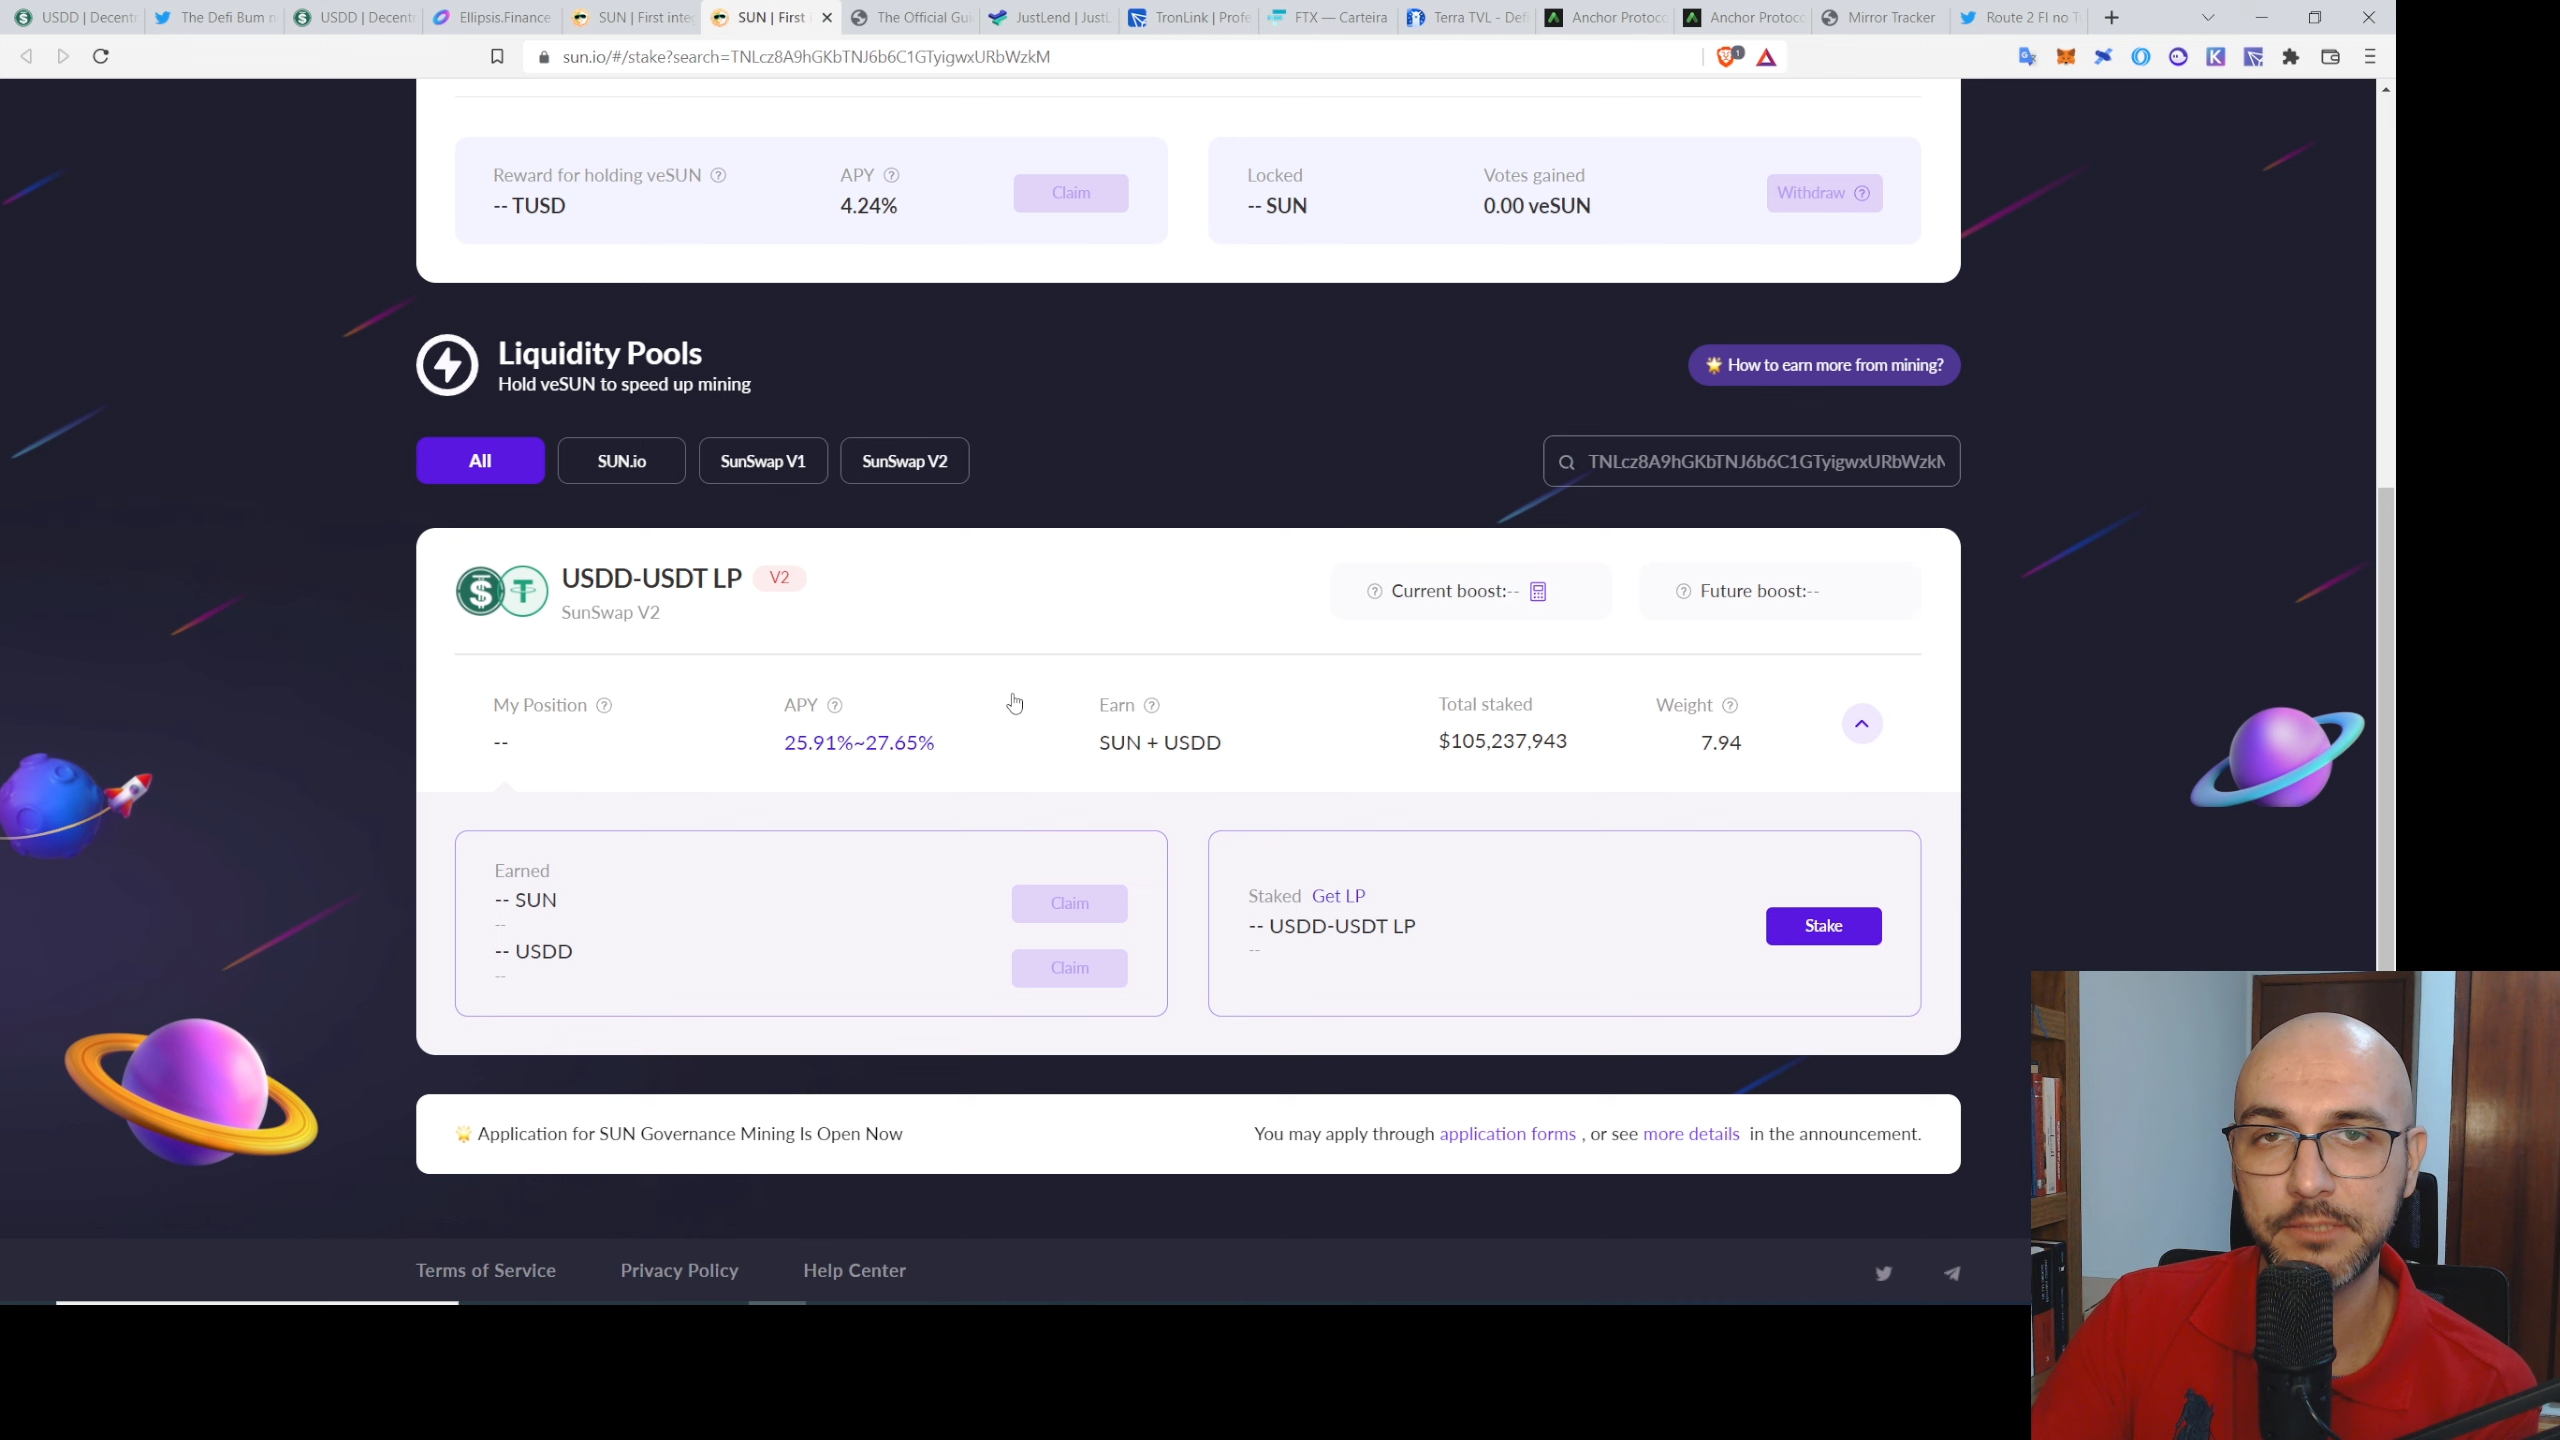 USDD | Decentr
The Defi Bum n
USDD | Decentr
Ellipsis.Finance
SUN | First integ
SUN | First i
The Official Gui
JustLend | JustL
TronLink | Profe
FTX — Carteira
Terra TVL - Defi
Anchor Protoco
Anchor Protoco
Mirror Tracker
Route 2 FI no T
sun.io/#/stake?search=TNLcz8A9hGKbTNJ6b6C1GTyigwxURbWzkM
1
Reward for holding veSUN
-- TUSD
APY
4.24%
Claim
Locked
-- SUN
Votes gained
0.00 veSUN
Withdraw
Liquidity Pools
Hold veSUN to speed up mining
How to earn more from mining?
All
SUN.io
SunSwap V1
SunSwap V2
TNLcz8A9hGKbTNJ6b6C1GTyigwxURbWzkM
USDD-USDT LP V2
SunSwap V2
Current boost:--
Future boost:--
My Position
--
APY
25.91%~27.65%
Earn
SUN + USDD
Total staked
$105,237,943
Weight
7.94
Earned
-- SUN
--
Claim
-- USDD
--
Claim
Staked Get LP
-- USDD-USDT LP
--
Stake
Application for SUN Governance Mining Is Open Now
You may apply through application forms , or see more details in the announcement.
Terms of Service
Privacy Policy
Help Center